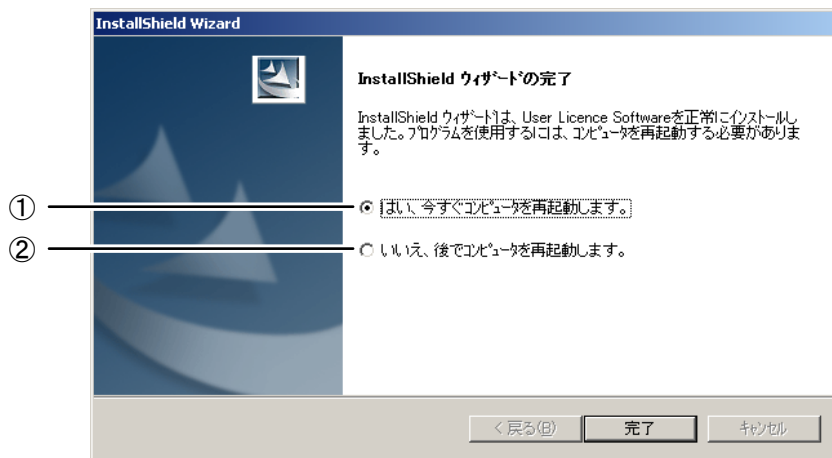 InstallShield Wizard
InstallShield ウィザードの完了
InstallShield ウィザードは、User Licence Softwareを正常にインストールし
ました。プログラムを使用するには、コンピュータを再起動する必要がありま
す。
① はい、今すぐコンピュータを再起動します。
② いいえ、後でコンピュータを再起動します。
< 戻る(B) 完了 キャンセル